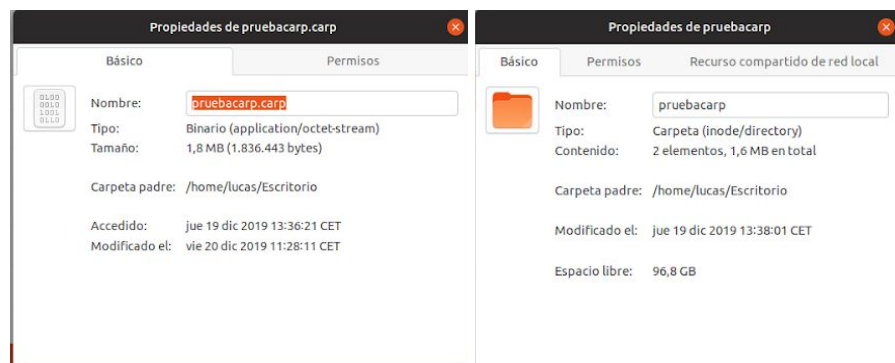 Propiedades de pruebacarp.carp
Básico
Permisos
0100
0010
1001
0110
Nombre: pruebacarp.carp
Tipo: Binario (application/octet-stream)
Tamaño: 1,8 MB (1.836.443 bytes)
Carpeta padre: /home/lucas/Escritorio
Accedido: jue 19 dic 2019 13:36:21 CET
Modificado el: vie 20 dic 2019 11:28:11 CET
Propiedades de pruebacarp
Básico
Permisos
Recurso compartido de red local
Nombre: pruebacarp
Tipo: Carpeta (inode/directory)
Contenido: 2 elementos, 1,6 MB en total
Carpeta padre: /home/lucas/Escritorio
Modificado el: jue 19 dic 2019 13:38:01 CET
Espacio libre: 96,8 GB